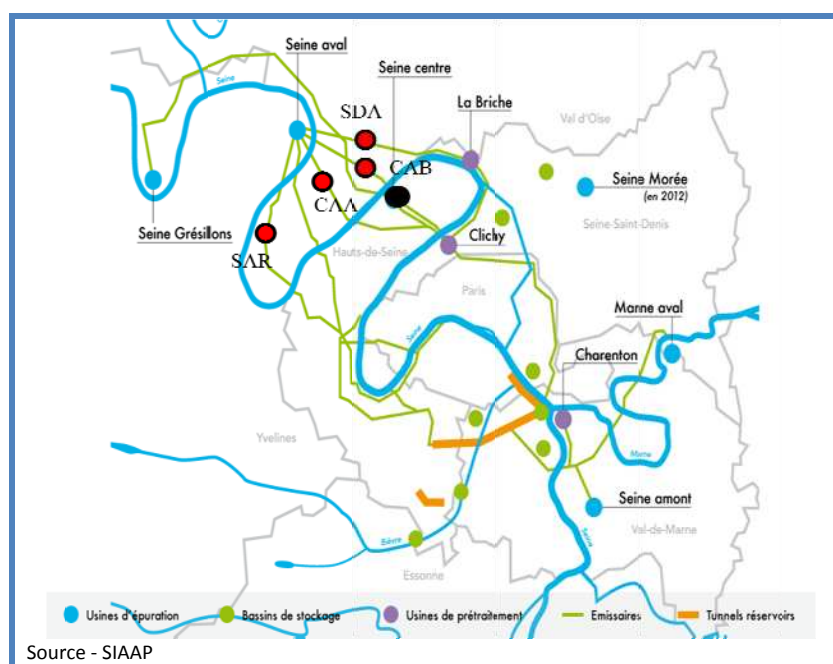 Seine aval
Seine centre
La Briche
SDA
Val d'Oise
Seine
CAB
Seine Morée
(en 2012)
CAA
Seine Grésillons
SAR
Hauts-de-Seine
Clichy
Seine-Saint-Denis
Paris
Marne aval
Seine
Charenton
Yvelines
Marne
Seine amont
Val-de-Marne
Bièvre
Seine
Essonne
Usines d'épuration
Bassins de stockage
Usines de prétraitement
Emissaires
Tunnels réservoirs
Source - SIAAP